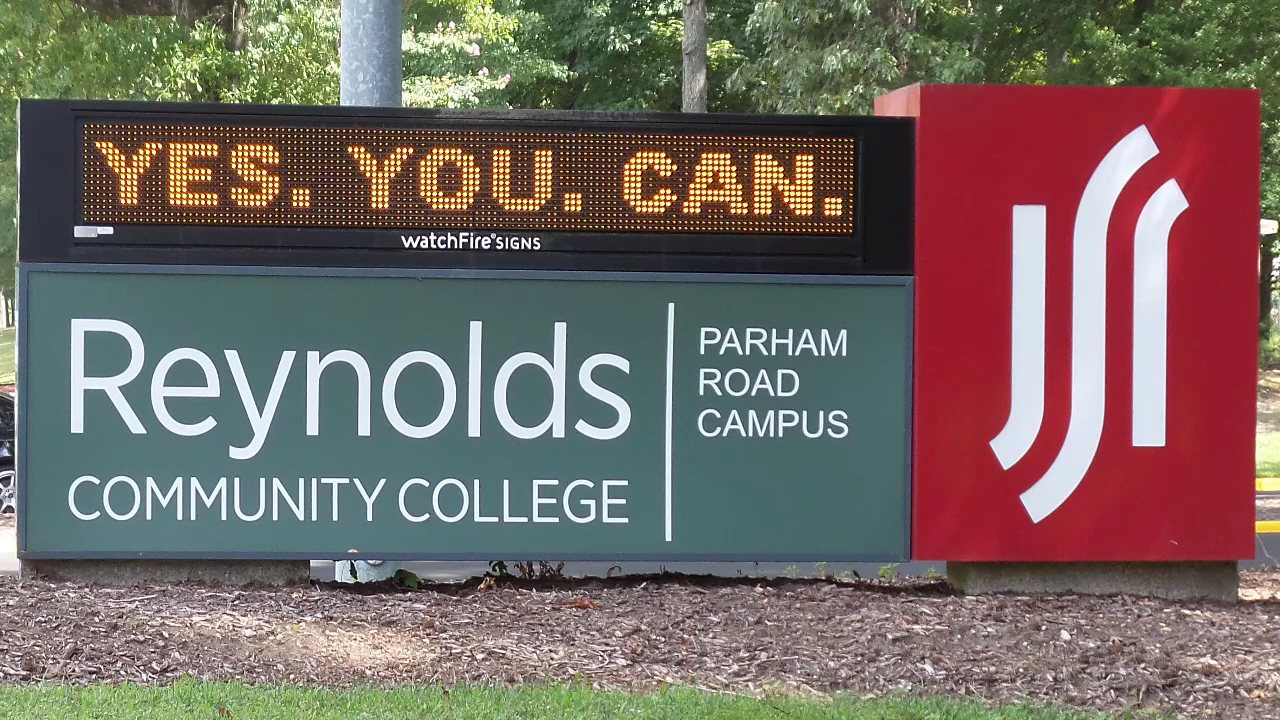 YES. YOU. CAN.
watchFire® SIGNS
Reynolds
COMMUNITY COLLEGE
PARHAM
ROAD
CAMPUS